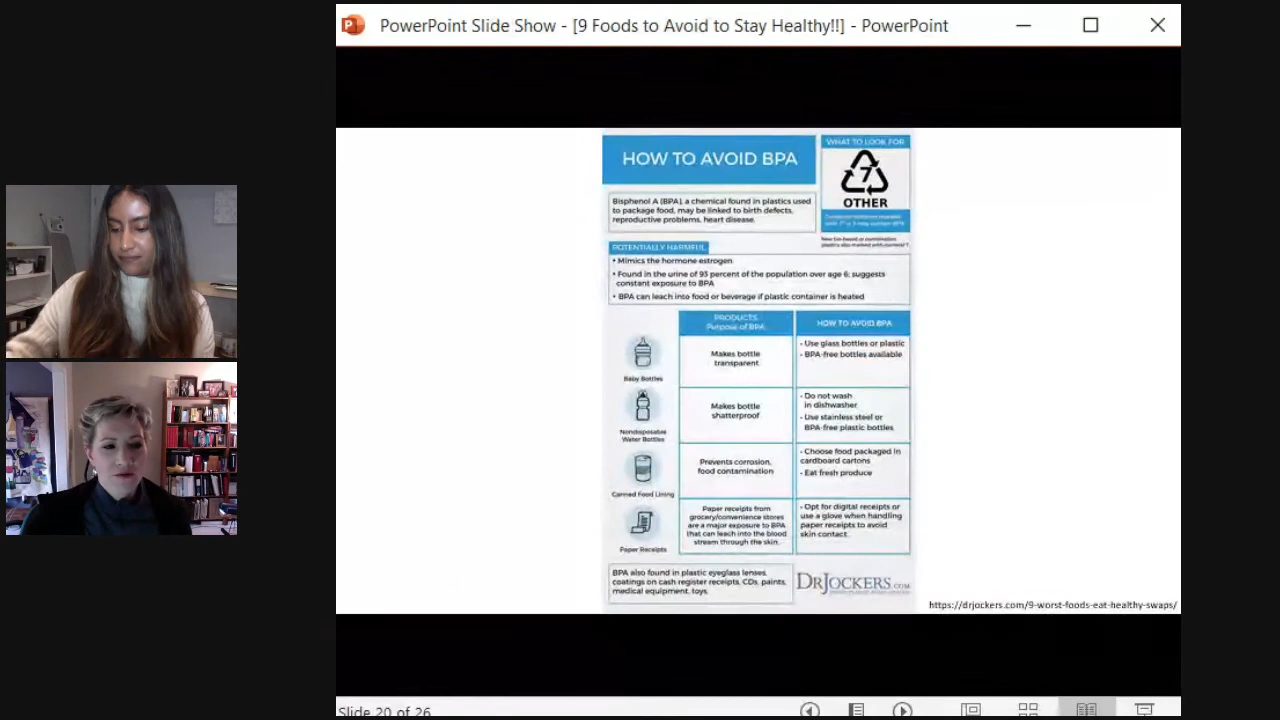 PowerPoint Slide Show - [9 Foods to Avoid to Stay Healthy!!] - PowerPoint
HOW TO AVOID BPA
WHAT TO LOOK FOR
7
OTHER
Bisphenol A (BPA), a chemical found in plastics used
to package food, may be linked to birth defects,
reproductive problems, heart disease.
POTENTIALLY HARMFUL
• Mimics the hormone estrogen
• Found in the urine of 93 percent of the population over age 6; suggests
constant exposure to BPA
• BPA can leach into food or beverage if plastic container is heated
PRODUCTS
Purpose of BPA
HOW TO AVOID BPA
Baby Bottles
Makes bottle
transparent
- Use glass bottles or plastic
- BPA-free bottles available
Nondisposable
Water Bottles
Makes bottle
shatterproof
- Do not wash
in dishwasher
- Use stainless steel or
BPA-free plastic bottles
Canned Food Lining
Prevents corrosion,
food contamination
- Choose food packaged in
cardboard cartons
- Eat fresh produce
Paper Receipts
Paper receipts from
grocery/convenience stores
are a major exposure to BPA
that can leach into the blood
stream through the skin.
- Opt for digital receipts or
use a glove when handling
paper receipts to avoid
skin contact.
BPA also found in plastic eyeglass lenses,
coatings on cash register receipts, CDs, paints,
medical equipment, toys.
DRJOCKERS.COM
https://drjockers.com/9-worst-foods-eat-healthy-swaps/
Slide 20 of 26